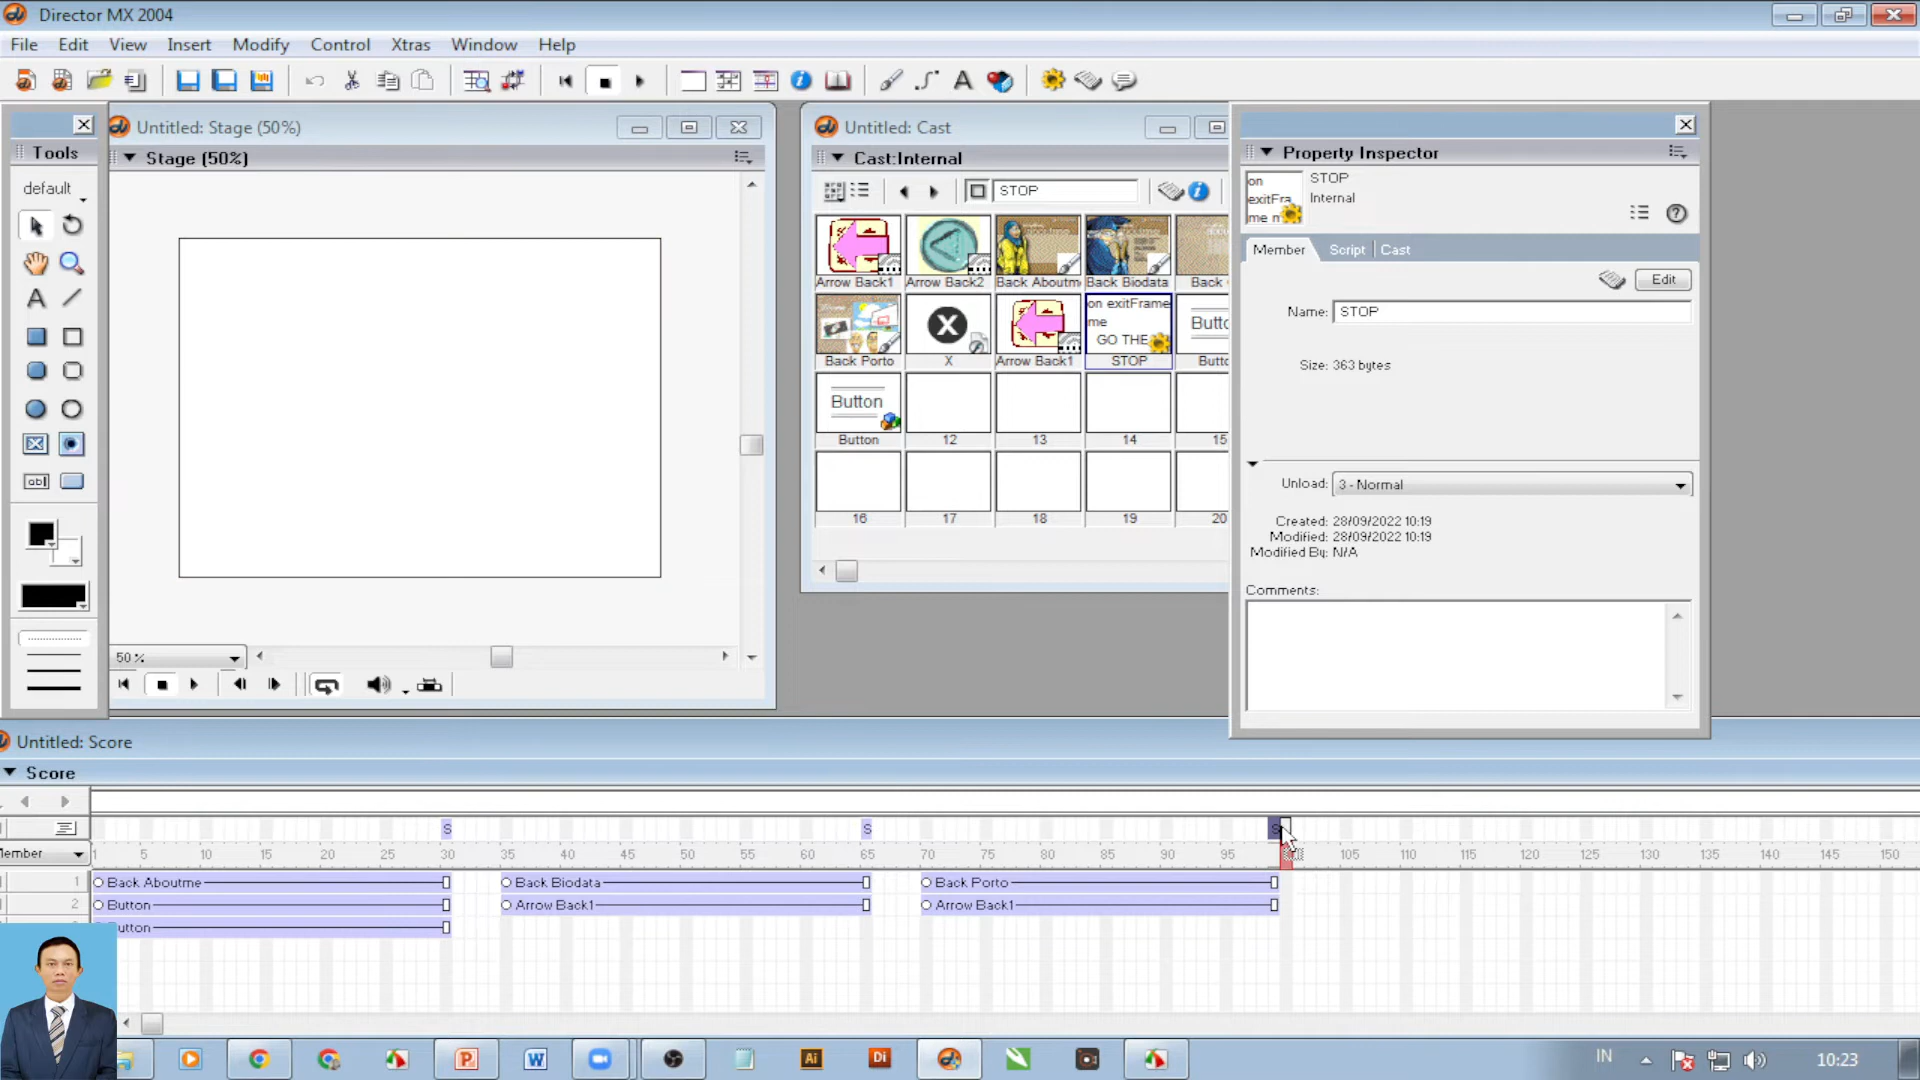 Director MX 2004
File Edit View Insert Modify Control Xtras Window Help
Tools
default
Untitled: Stage (50%)
Stage (50%)
50%
Untitled: Cast
Cast:Internal
STOP
Arrow Back1 Arrow Back2 Back Aboutm Back Biodata Back
on exitFrame
me
GO THE
Button
Back Porto X Arrow Back1 STOP
Button
Button 12 13 14 15
16 17 18 19 20
Property Inspector
on
exitFra
me m
STOP
Internal
Member Script Cast
Edit
Name: STOP
Size: 363 bytes
Unload: 3 - Normal
Created: 28/09/2022 10:19
Modified: 28/09/2022 10:19
Modified By: N/A
Comments:
Untitled: Score
Score
S S S
Member 1 5 10 15 20 25 30 35 40 45 50 55 60 65 70 75 80 85 90 95 105 110 115 120 125 130 135 140 145 150
1 Back Aboutme Back Biodata Back Porto
2 Button Arrow Back1 Arrow Back1
Button
IN 10:23